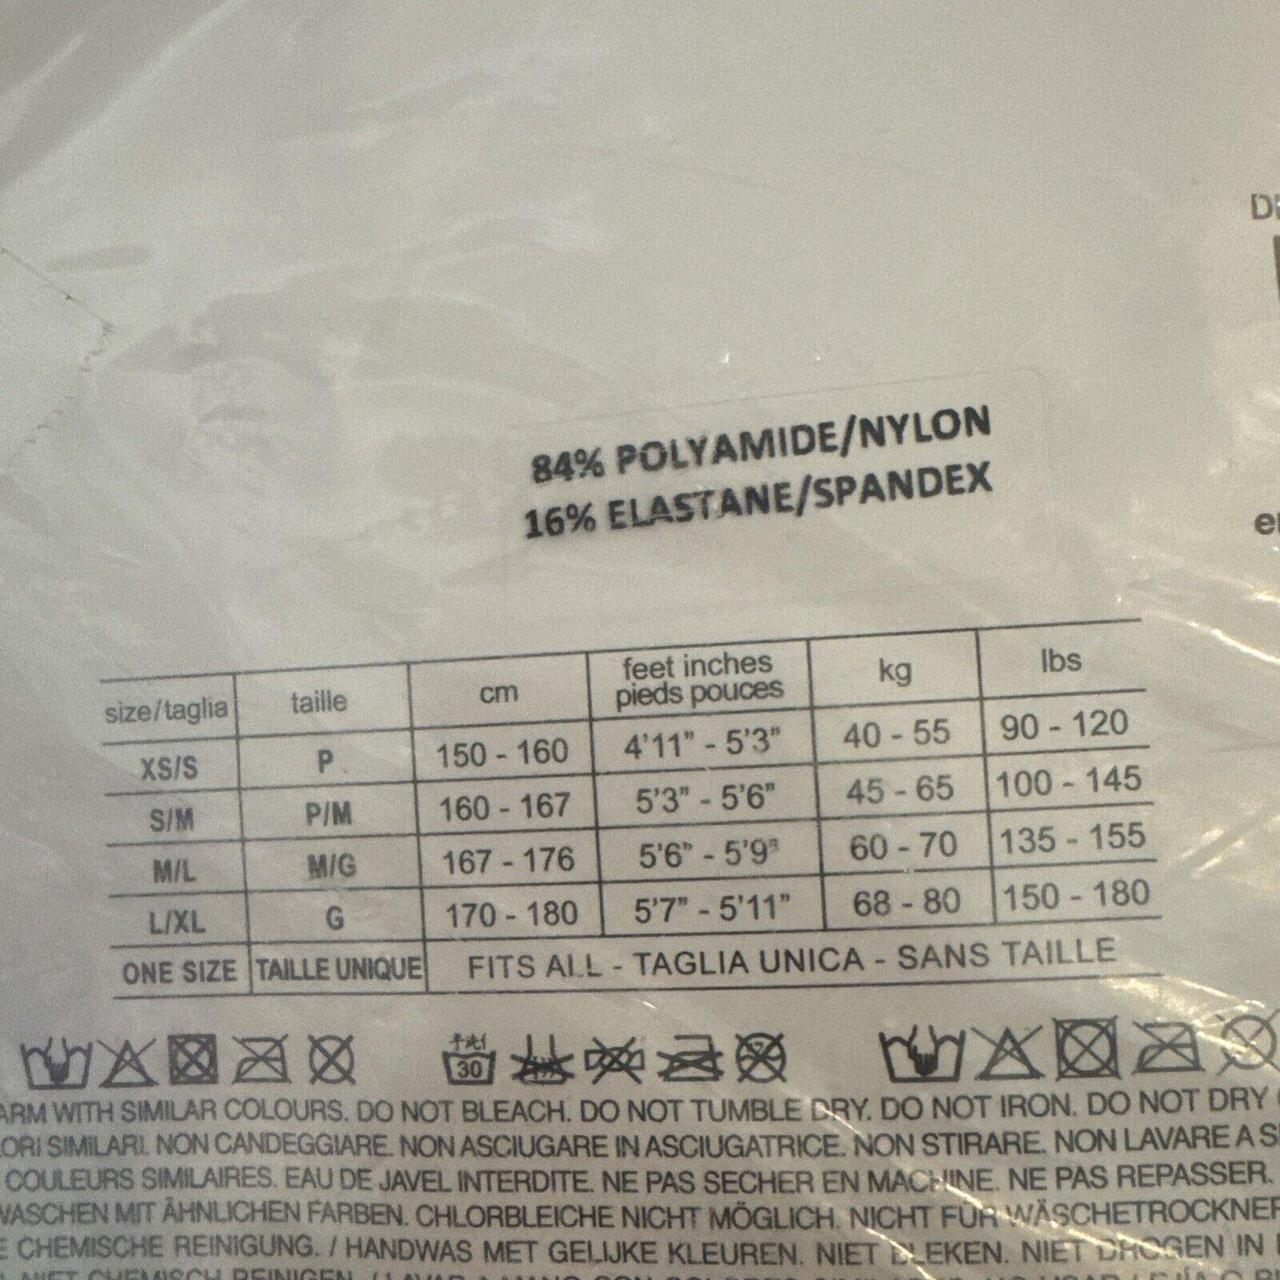 84% POLYAMIDE/NYLON
16% ELASTANE/SPANDEX
size/taglia taille cm feet inches pieds pouces kg lbs
XS/S P 150 - 160 4'11" - 5'3" 40 - 55 90 - 120
S/M P/M 160 - 167 5'3" - 5'6" 45 - 65 100 - 145
M/L M/G 167 - 176 5'6" - 5'9" 60 - 70 135 - 155
L/XL G 170 - 180 5'7" - 5'11" 68 - 80 150 - 180
ONE SIZE TAILLE UNIQUE FITS ALL - TAGLIA UNICA - SANS TAILLE
30
WITH SIMILAR COLOURS. DO NOT BLEACH. DO NOT TUMBLE DRY. DO NOT IRON. DO NOT DRY
SIMILARI. NON CANDEGGIARE. NON ASCIUGARE IN ASCIUGATRICE. NON STIRARE. NON LAVARE A
COULEURS SIMILAIRES. EAU DE JAVEL INTERDITE. NE PAS SECHER EN MACHINE. NE PAS REPASSER.
WASCHEN MIT ÄHNLICHEN FARBEN. CHLORBLEICHE NICHT MÖGLICH. NICHT FÜR
CHEMISCHE REINIGUNG. / HANDWAS MET GELIJKE KLEUREN. NIET BLEKEN. NIET DROGEN IN